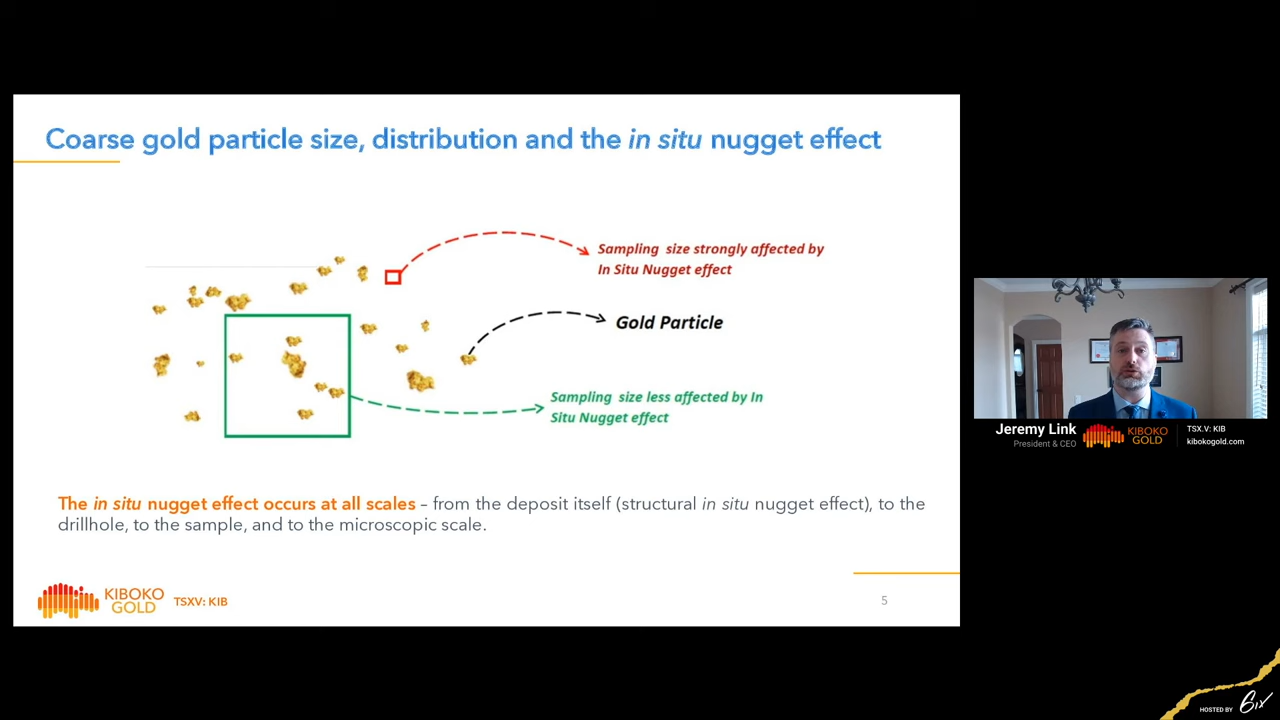 Coarse gold particle size, distribution and the in situ nugget effect
Sampling size strongly affected by
In Situ Nugget effect
Gold Particle
Sampling size less affected by In
Situ Nugget effect
The in situ nugget effect occurs at all scales – from the deposit itself (structural in situ nugget effect), to the
drillhole, to the sample, and to the microscopic scale.
KIBOKO
GOLD
TSXV: KIB
5
Jeremy Link
President & CEO
KIBOKO
GOLD
TSX.V: KIB
kibokogold.com
HOSTED BY 6ix